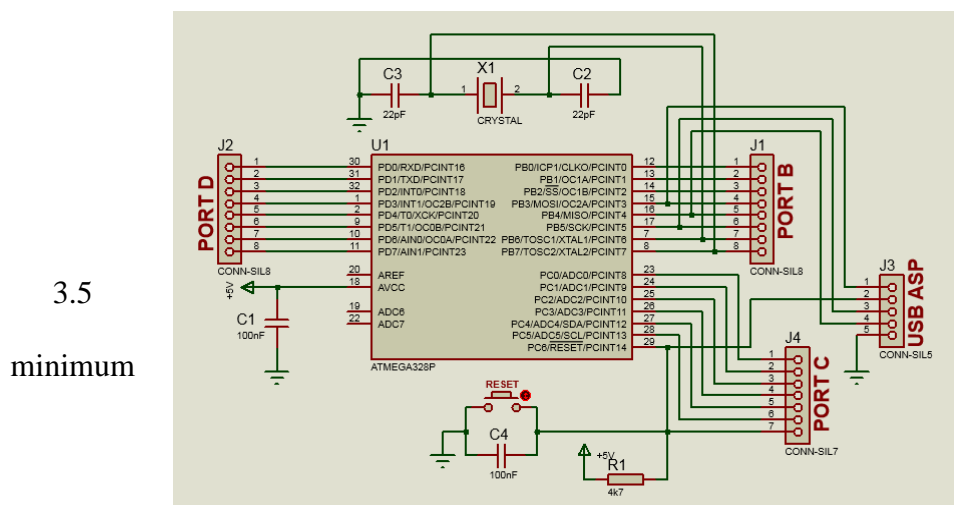 3.5
minimum
C3
22pF
X1
1 2
CRYSTAL
C2
22pF
J2
PORT D
1
2
3
4
5
6
7
8
CONN-SIL8
U1
30 PD0/RXD/PCINT16
31 PD1/TXD/PCINT17
32 PD2/INT0/PCINT18
1 PD3/INT1/OC2B/PCINT19
2 PD4/T0/XCK/PCINT20
9 PD5/T1/OC0B/PCINT21
10 PD6/AIN0/OC0A/PCINT22
11 PD7/AIN1/PCINT23
20 AREF
18 AVCC
19 ADC6
22 ADC7
PB0/ICP1/CLKO/PCINT0 12
PB1/OC1A/PCINT1 13
PB2/SS/OC1B/PCINT2 14
PB3/MOSI/OC2A/PCINT3 15
PB4/MISO/PCINT4 16
PB5/SCK/PCINT5 17
PB6/TOSC1/XTAL1/PCINT6 7
PB7/TOSC2/XTAL2/PCINT7 8
PC0/ADC0/PCINT8 23
PC1/ADC1/PCINT9 24
PC2/ADC2/PCINT10 25
PC3/ADC3/PCINT11 26
PC4/ADC4/SDA/PCINT12 27
PC5/ADC5/SCL/PCINT13 28
PC6/RESET/PCINT14 29
ATMEGA328P
J1
PORT B
1
2
3
4
5
6
7
8
CONN-SIL8
J3
USB ASP
1
2
3
4
5
CONN-SIL5
+5V
C1
100nF
RESET
C4
100nF
+5V
R1
4k7
J4
PORT C
1
2
3
4
5
6
7
CONN-SIL7